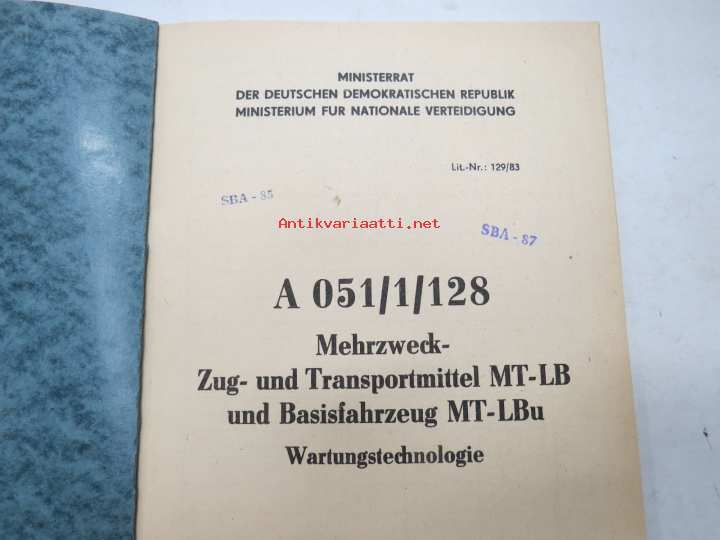 MINISTERRAT
DER DEUTSCHEN DEMOKRATISCHEN REPUBLIK
MINISTERIUM FUR NATIONALE VERTEIDIGUNG
Lit.-Nr.: 129/83
SBA - 85
Antikvariaatti.net
SBA - 87
A 051/1/128
Mehrzweck-
Zug- und Transportmittel MT-LB
und Basisfahrzeug MT-LBu
Wartungstechnologie